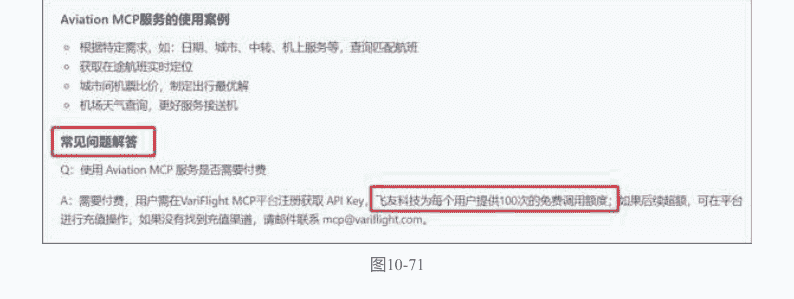 Aviation MCP服务的使用案例
根据特定需求，如：日期、城市、中转、机上服务等，查询匹配航班
获取在途航班实时定位
城市间机票比价，制定出行最优解
机场天气查询，更好服务接送机
常见问题解答
Q：使用 Aviation MCP 服务是否需要付费
A：需要付费，用户需在VariFlight MCP平台注册获取 API Key，飞友科技为每个用户提供100次的免费调用额度；如果后续超额，可在平台
进行充值操作，如果没有找到充值渠道，请邮件联系 mcp@variflight.com。
图10-71